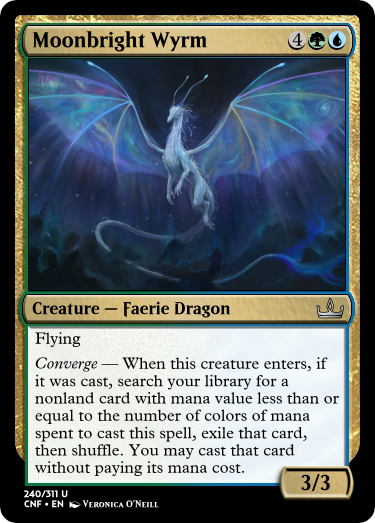 Moonbright Wyrm 4
Creature — Faerie Dragon
Flying
Converge — When this creature enters, if
it was cast, search your library for a
nonland card with mana value less than or
equal to the number of colors of mana
spent to cast this spell, exile that card,
then shuffle. You may cast that card
without paying its mana cost.
3/3
240/311 U
CNF • EN Veronica O'Neill